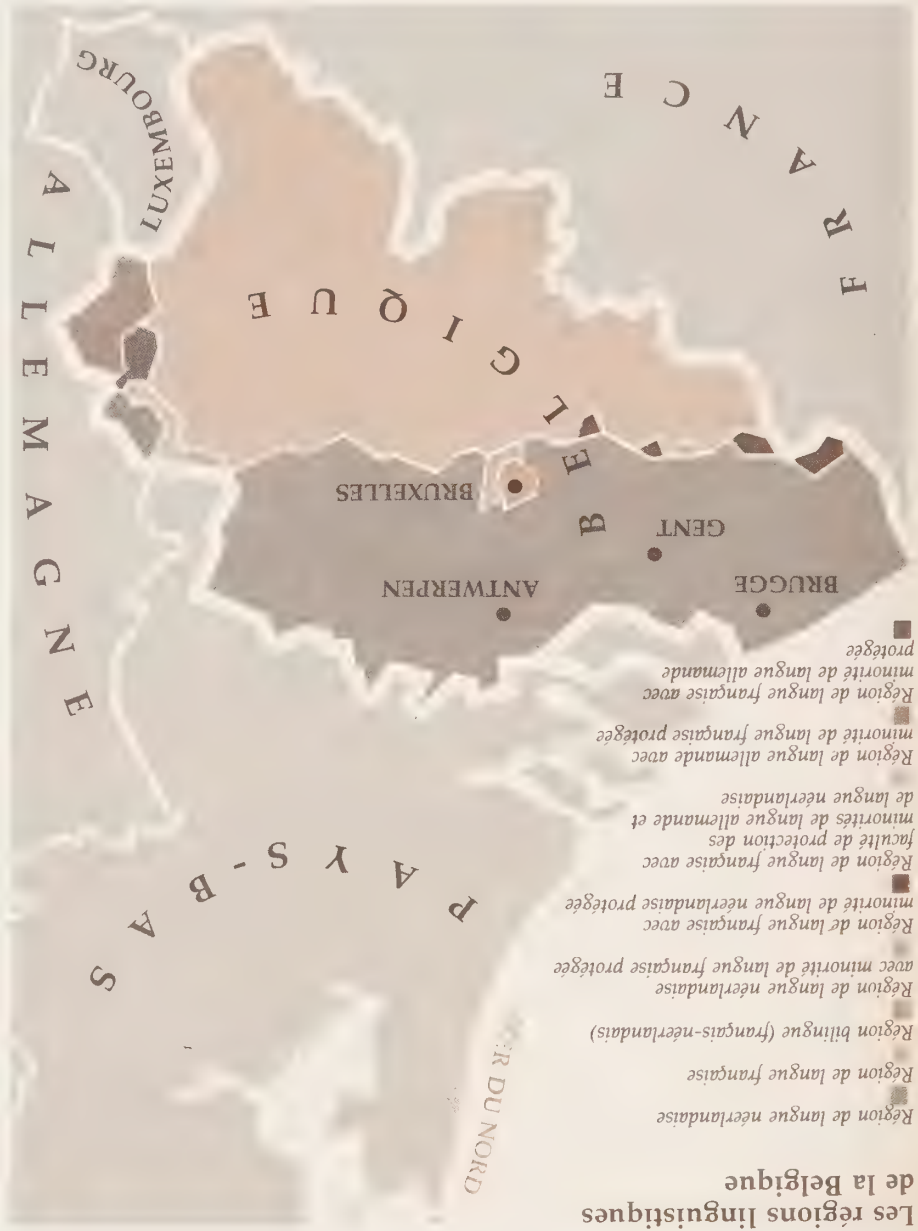 Les régions linguistiques
de la Belgique
Région de langue néerlandaise
Région de langue française
Région bilingue (français-néerlandais)
Région de langue néerlandaise
avec minorité de langue française protégée
Région de langue française avec
minorité de langue néerlandaise protégée
Région de langue française avec
faculté de protection des
minorités de langue allemande et
de langue néerlandaise
Région de langue allemande avec
minorité de langue française protégée
Région de langue française avec
minorité de langue allemande
protégée
DU NORD
PAYS-BAS
ALLEMAGNE
BRUGGE
ANTWERPEN
GENT
BRUXELLES
BELGIQUE
FRANCE
LUXEMBOURG